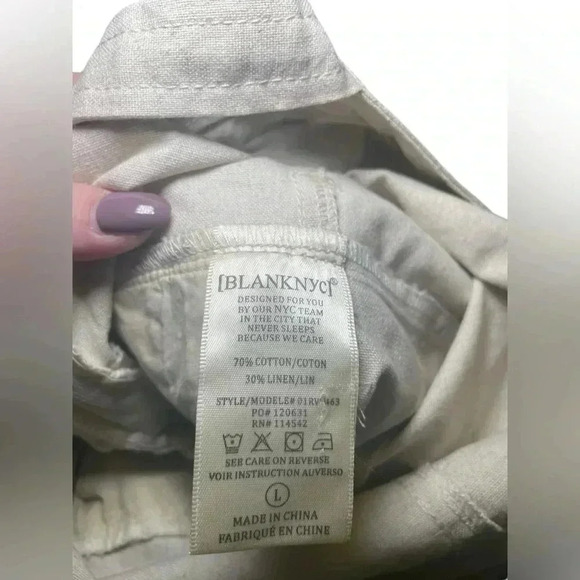 [BLANKNYC]®
DESIGNED FOR YOU
BY OUR NYC TEAM
IN THE CITY THAT
NEVER SLEEPS
BECAUSE WE CARE
70% COTTON/COTON
30% LINEN/LIN
STYLE/MODELE#
PO# 120631
RN# 114542
SEE CARE ON REVERSE
VOIR INSTRUCTION AUVERSO
L
MADE IN CHINA
FABRIQUÉ EN CHINE